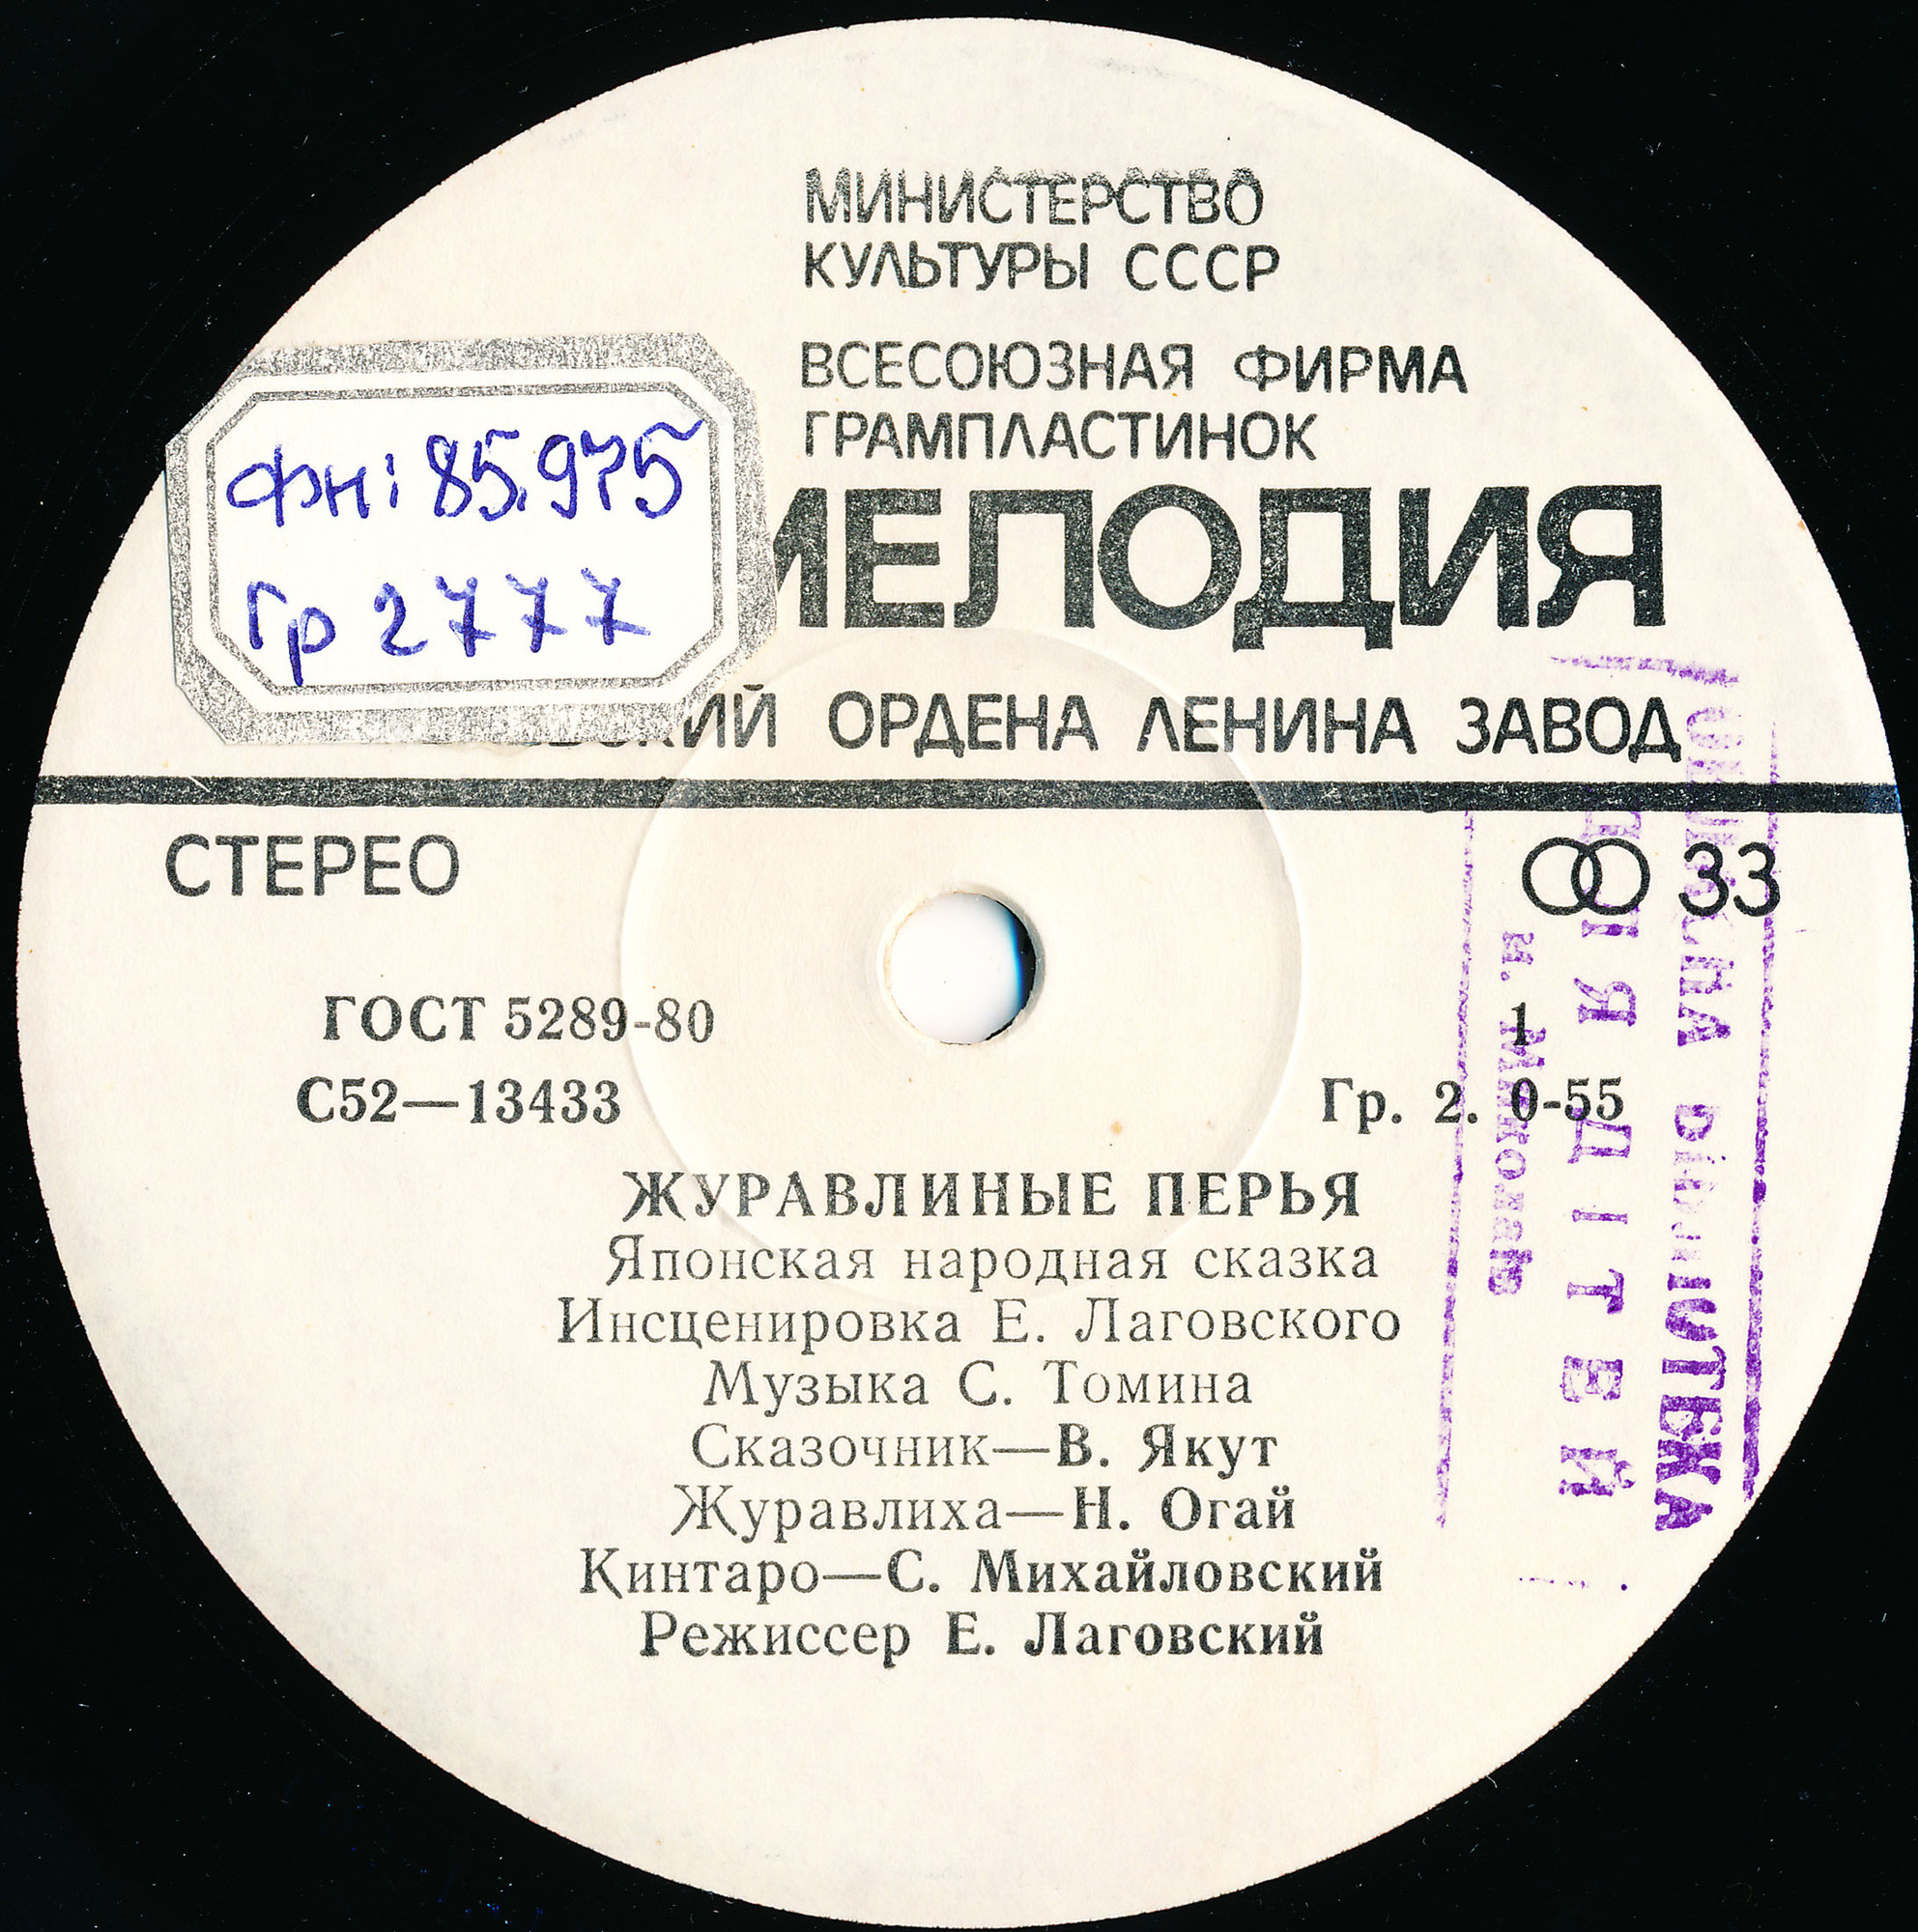 МИНИСТЕРСТВО
КУЛЬТУРЫ СССР
ВСЕСОЮЗНАЯ ФИРМА
ГРАМПЛАСТИНОК
МЕЛОДИЯ
фн: 85.975
Гр 2777
ОРДЕНА ЛЕНИНА ЗАВОД
СТЕРЕО
33
ГОСТ 5289-80
1
С52—13433
Гр. 2. 0-55
ЖУРАВЛИНЫЕ ПЕРЬЯ
Японская народная сказка
Инсценировка Е. Лаговского
Музыка С. Томина
Сказочник—В. Якут
Журавлиха—Н. Огай
Кинтаро—С. Михайловский
Режиссер Е. Лаговский
ДІТЕЙ